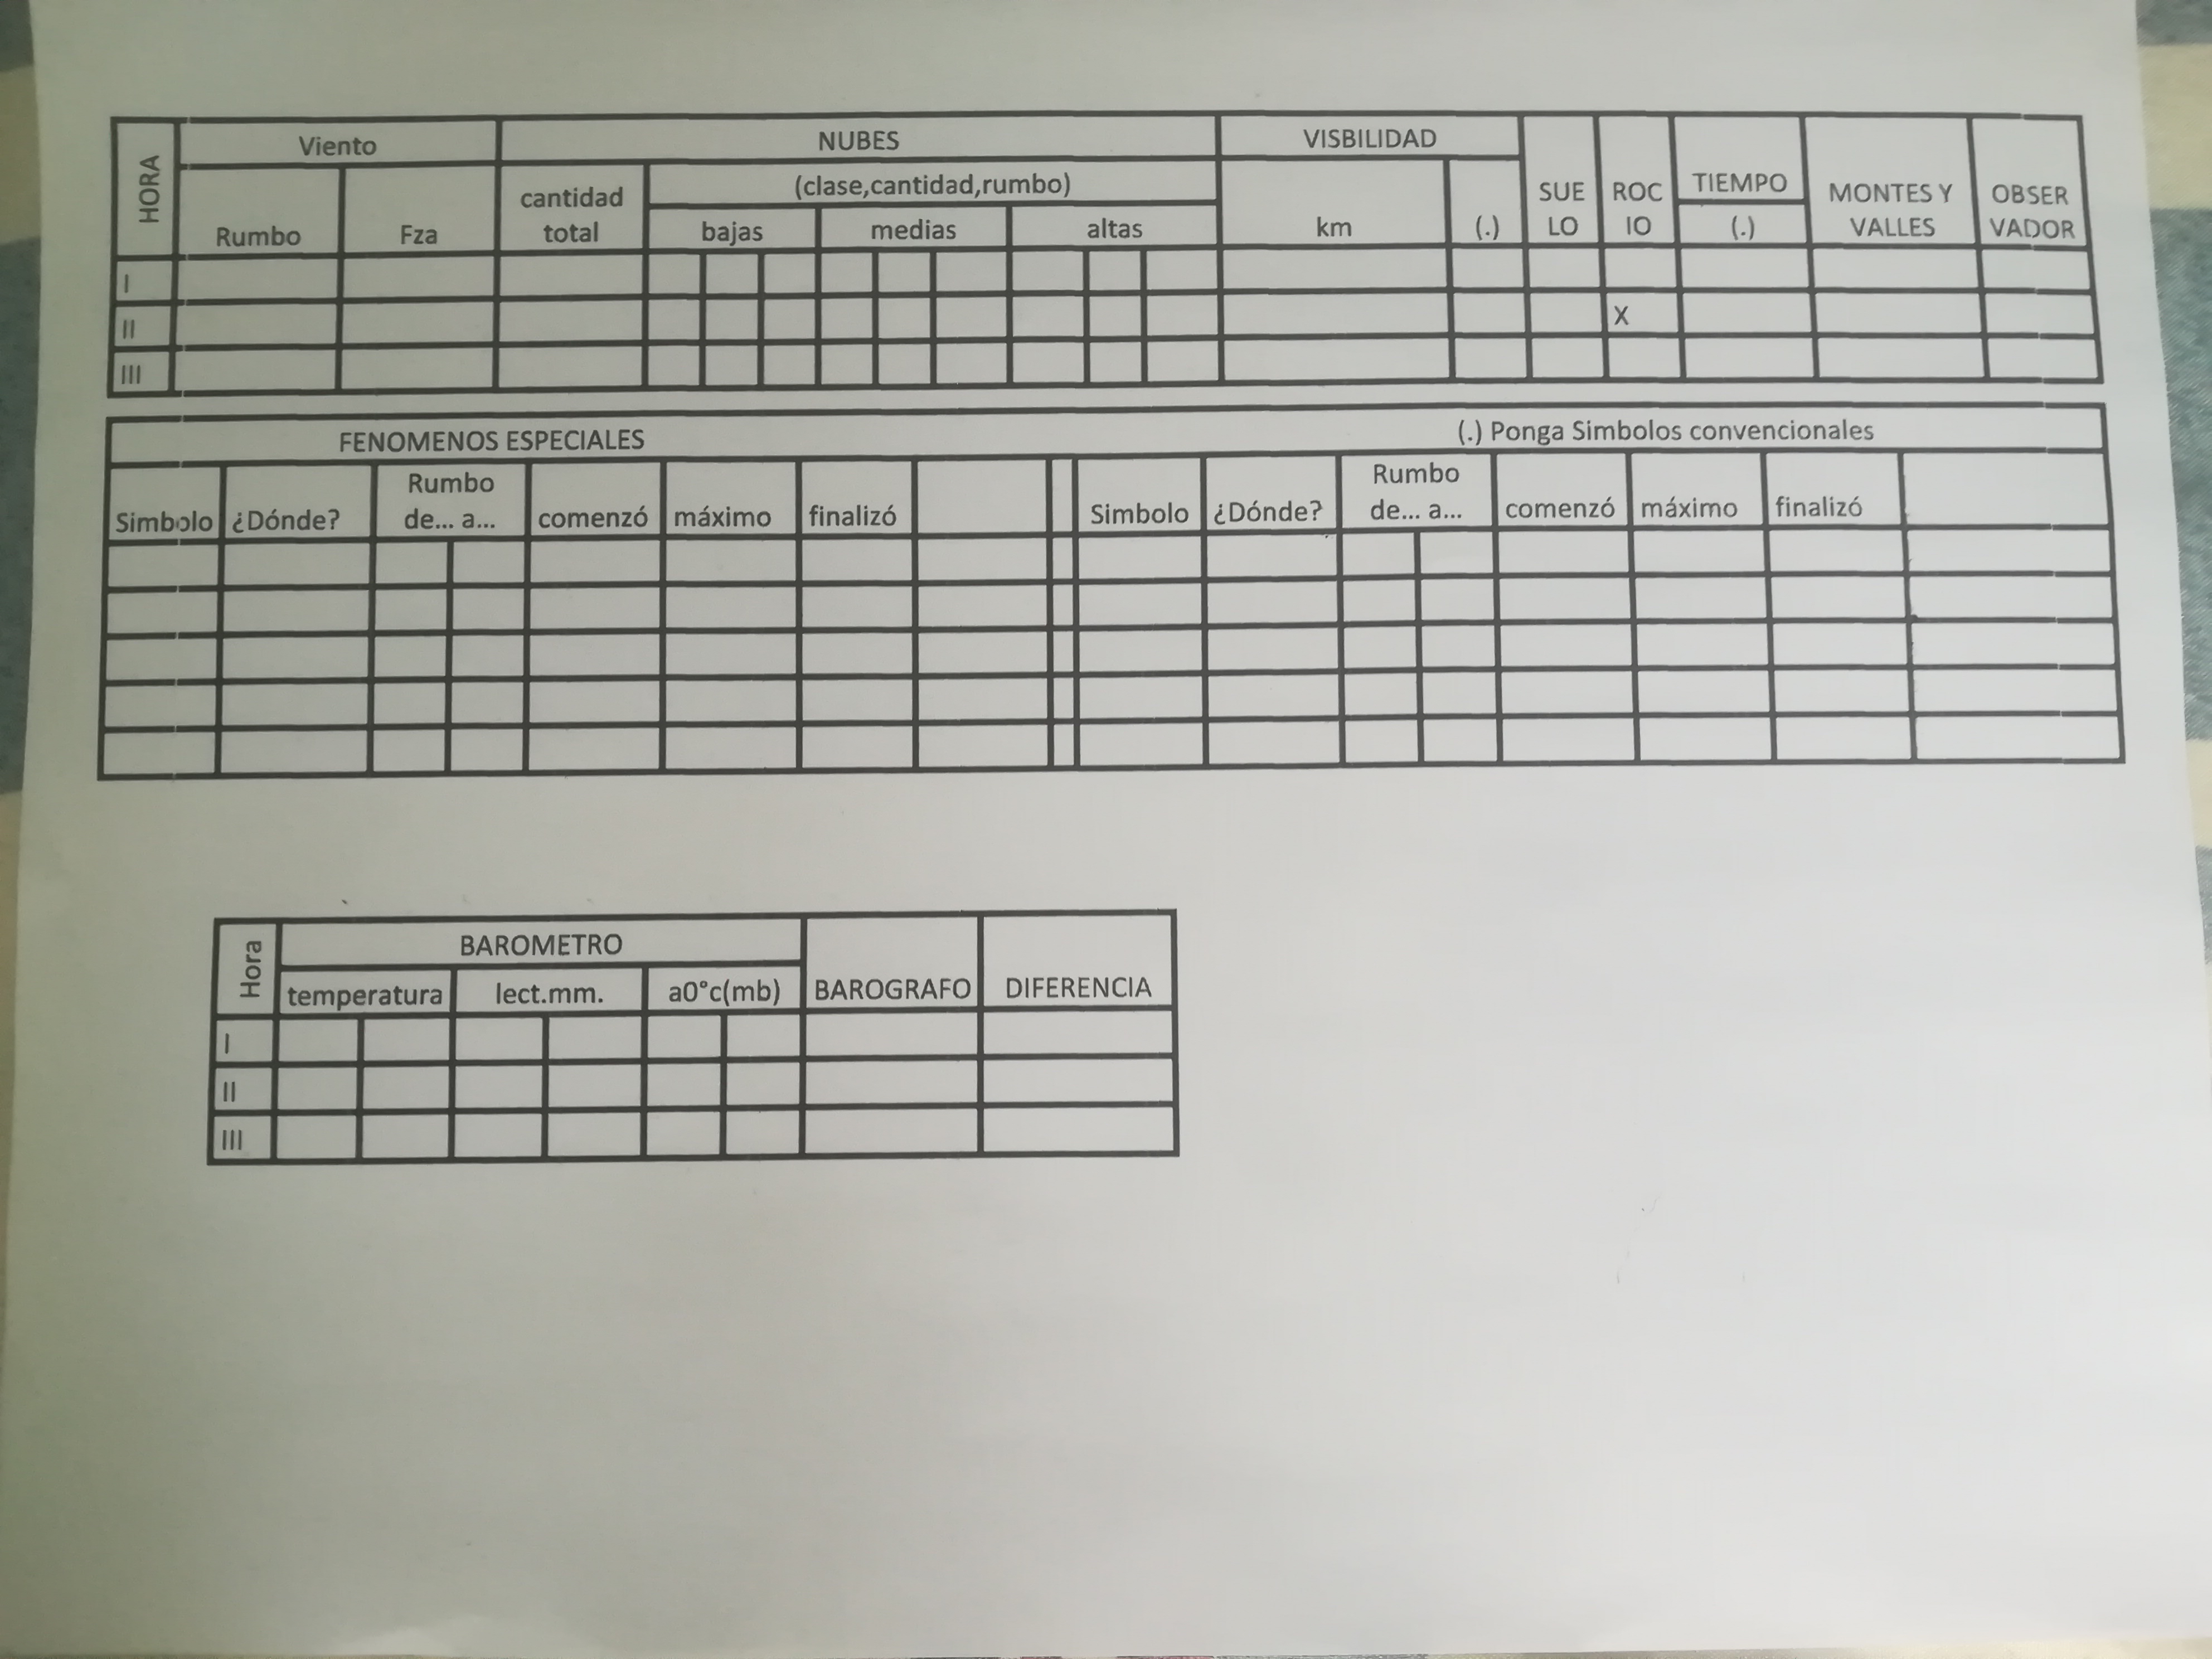 HORA
Viento
NUBES
VISBILIDAD
SUE
LO
ROC
IO
TIEMPO
(.)
MONTES Y
VALLES
OBSER
VADOR
Rumbo
Fza
cantidad
total
(clase,cantidad,rumbo)
bajas
medias
altas
km
(.)
I
II
X
III
FENOMENOS ESPECIALES
(.) Ponga Simbolos convencionales
Simbolo
¿Dónde?
Rumbo
de... a...
comenzó
máximo
finalizó
Simbolo
¿Dónde?
Rumbo
de... a...
comenzó
máximo
finalizó
Hora
BAROMETRO
BAROGRAFO
DIFERENCIA
temperatura
lect.mm.
a0°c(mb)
I
II
III